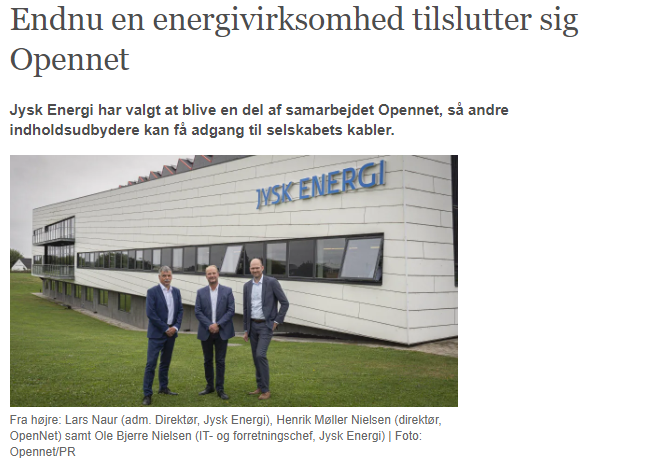 Endnu en energivirksomhed tilslutter sig
Opennet
Jysk Energi har valgt at blive en del af samarbejdet Opennet, så andre
indholdsudbydere kan få adgang til selskabets kabler.
JYSK ENERGI
Fra højre: Lars Naur (adm. Direktør, Jysk Energi), Henrik Møller Nielsen (direktør,
OpenNet) samt Ole Bjerre Nielsen (IT- og forretningschef, Jysk Energi) | Foto:
Opennet/PR